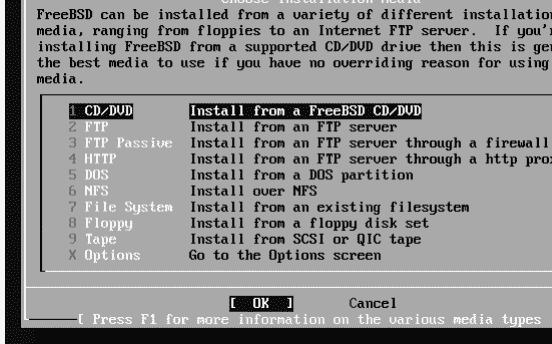 Choose Installation Media
FreeBSD can be installed from a variety of different installation
media, ranging from floppies to an Internet FTP server.  If you'r
installing FreeBSD from a supported CD/DVD drive then this is gen
the best media to use if you have no overriding reason for using
media.
1 CD/DVD Install from a FreeBSD CD/DVD
2 FTP Install from an FTP server
3 FTP Passive Install from an FTP server through a firewall
4 HTTP Install from an FTP server through a http prox
5 DOS Install from a DOS partition
6 NFS Install over NFS
7 File System Install from an existing filesystem
8 Floppy Install from a floppy disk set
9 Tape Install from SCSI or QIC tape
X Options Go to the Options screen
[ OK ] Cancel
[ Press F1 for more information on the various media types